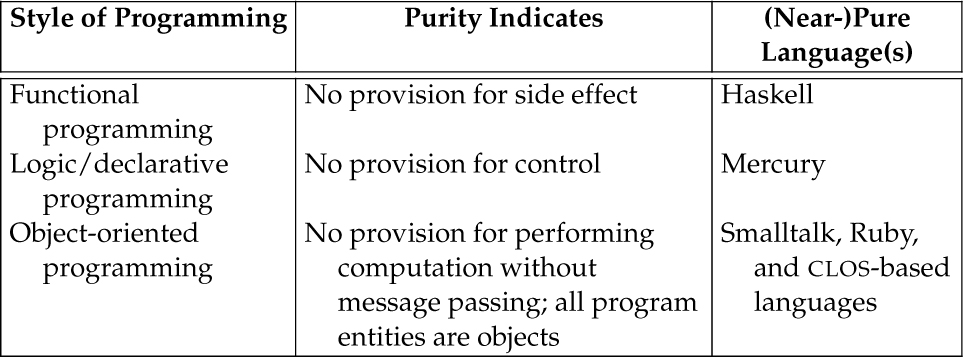 Style of Programming Purity Indicates (Near-)Pure
Language(s)
Functional No provision for side effect Haskell
programming
Logic/declarative No provision for control Mercury
programming
Object-oriented No provision for performing Smalltalk, Ruby,
programming computation without and CLOS-based
message passing; all program languages
entities are objects